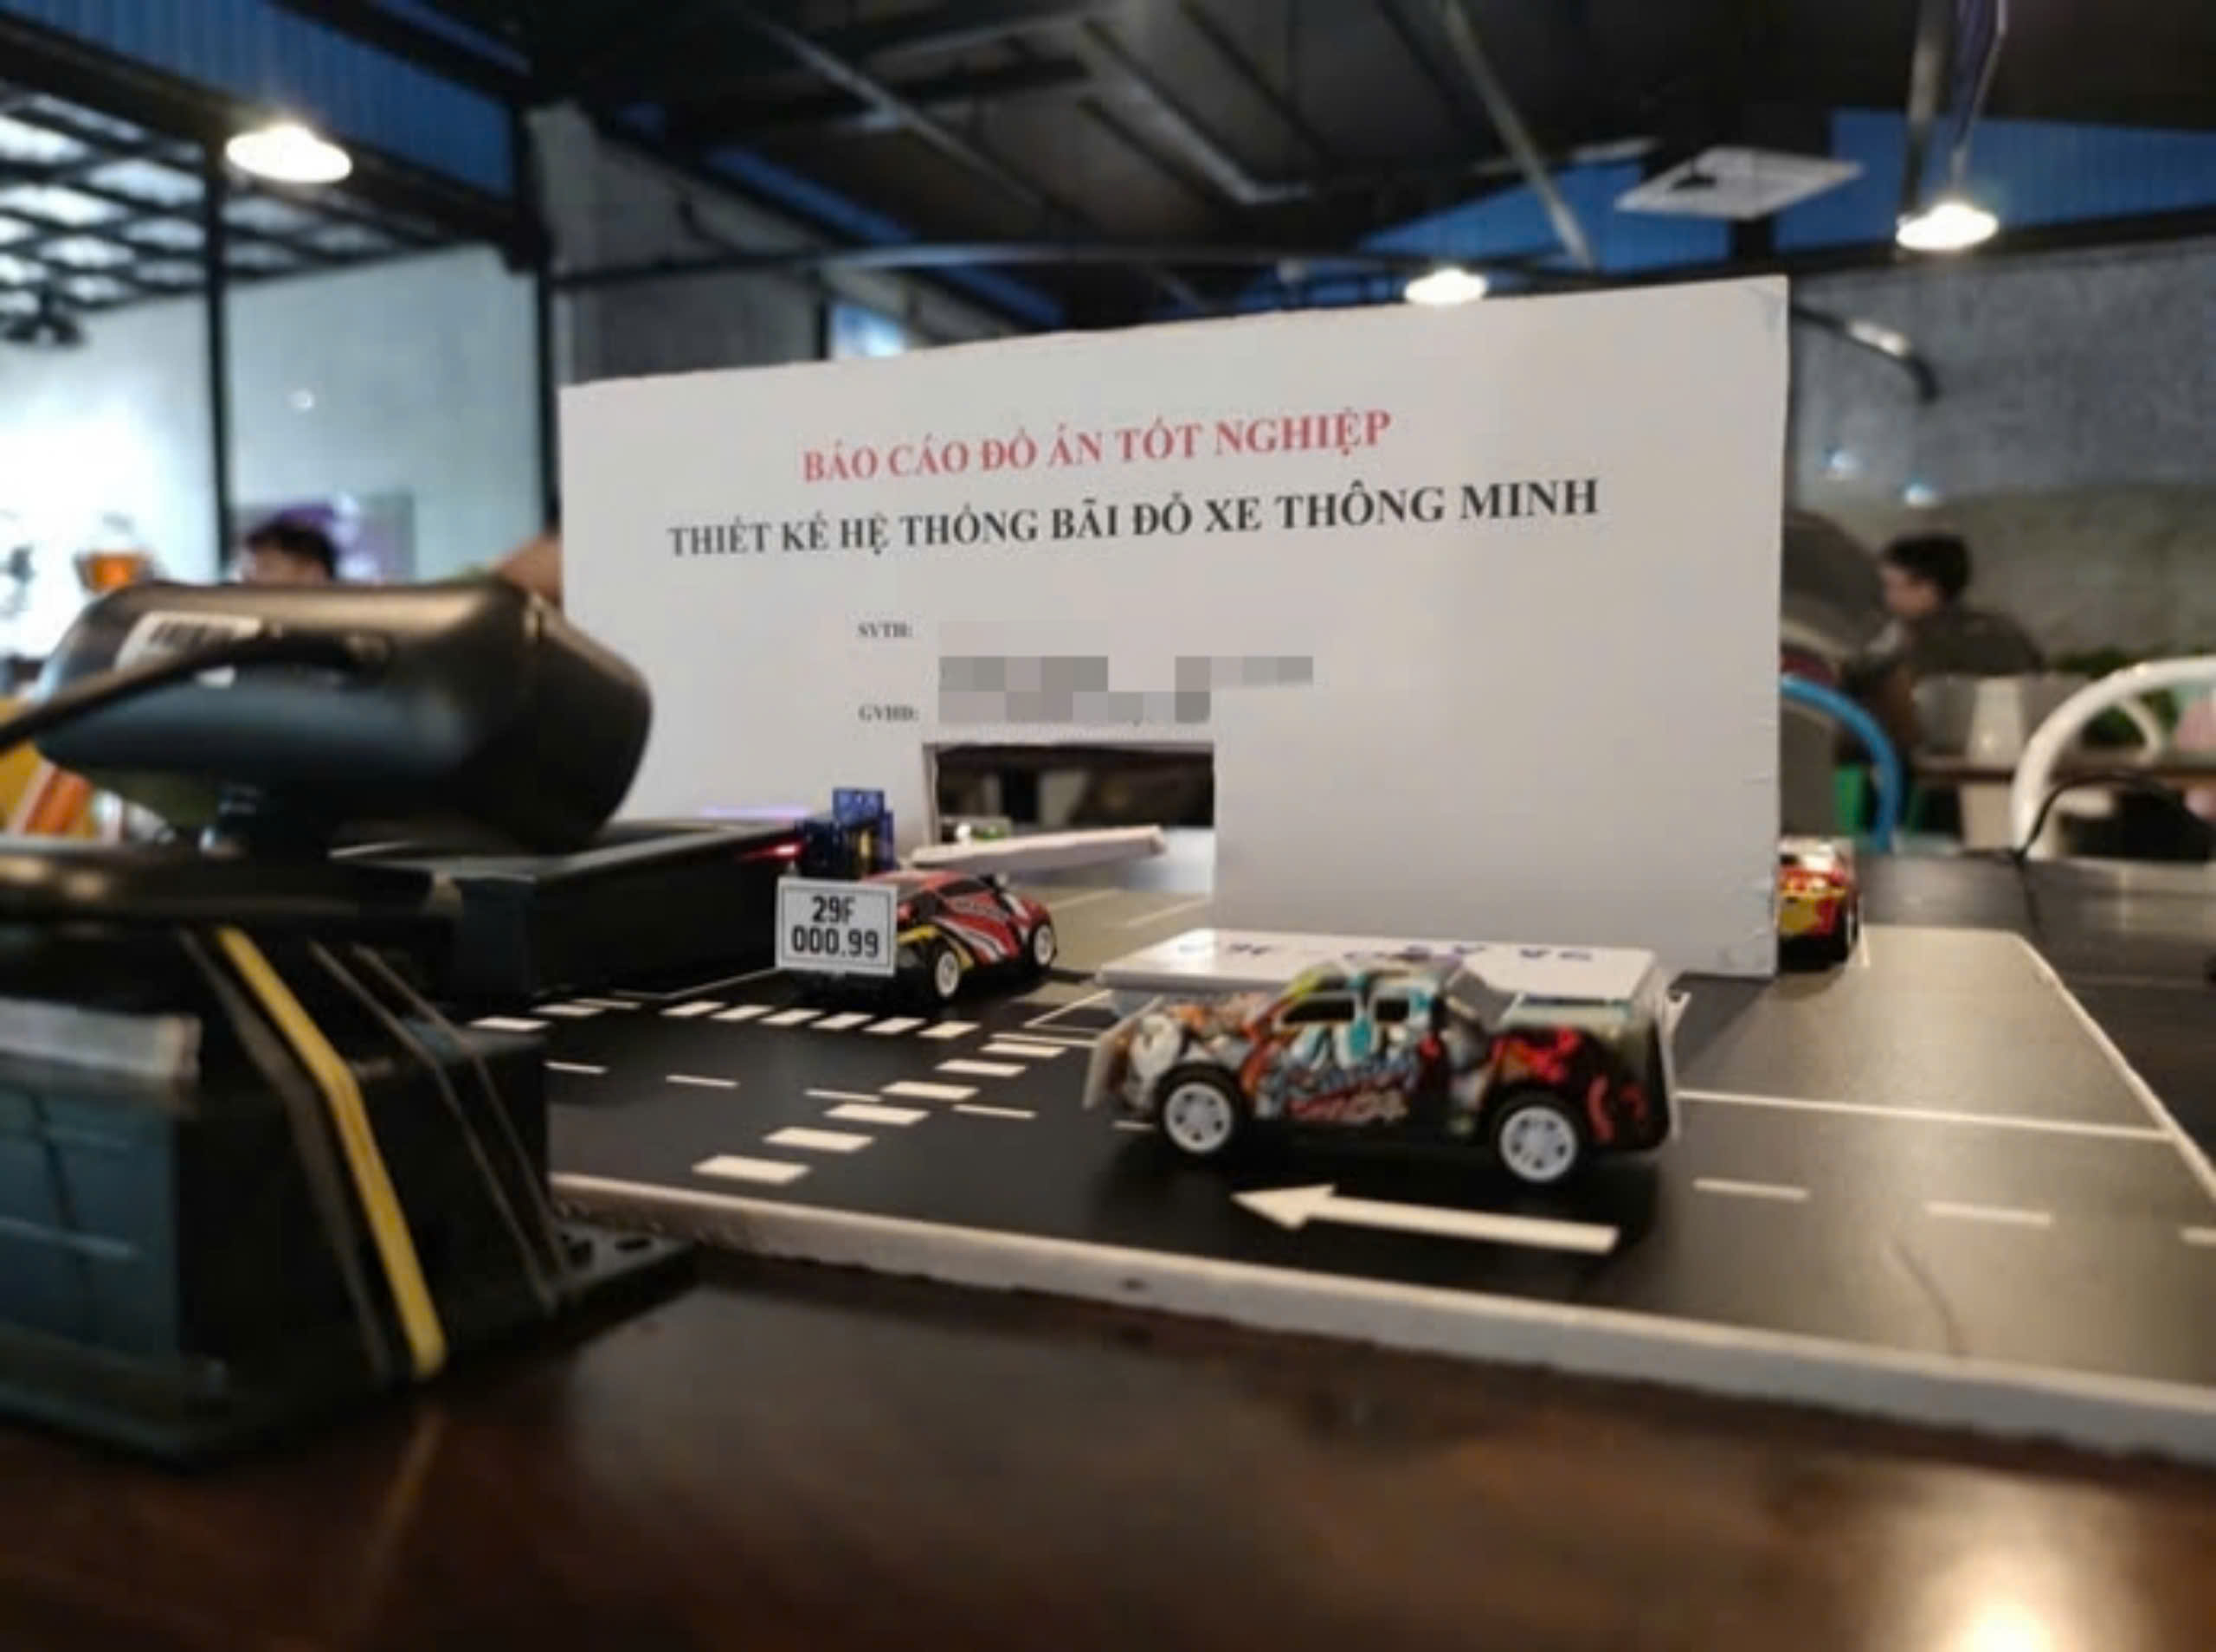 BÁO CÁO ĐỒ ÁN TỐT NGHIỆP
THIẾT KẾ HỆ THỐNG BÃI ĐỖ XE THÔNG MINH
SVTH:
GVHD:
29F
000.99